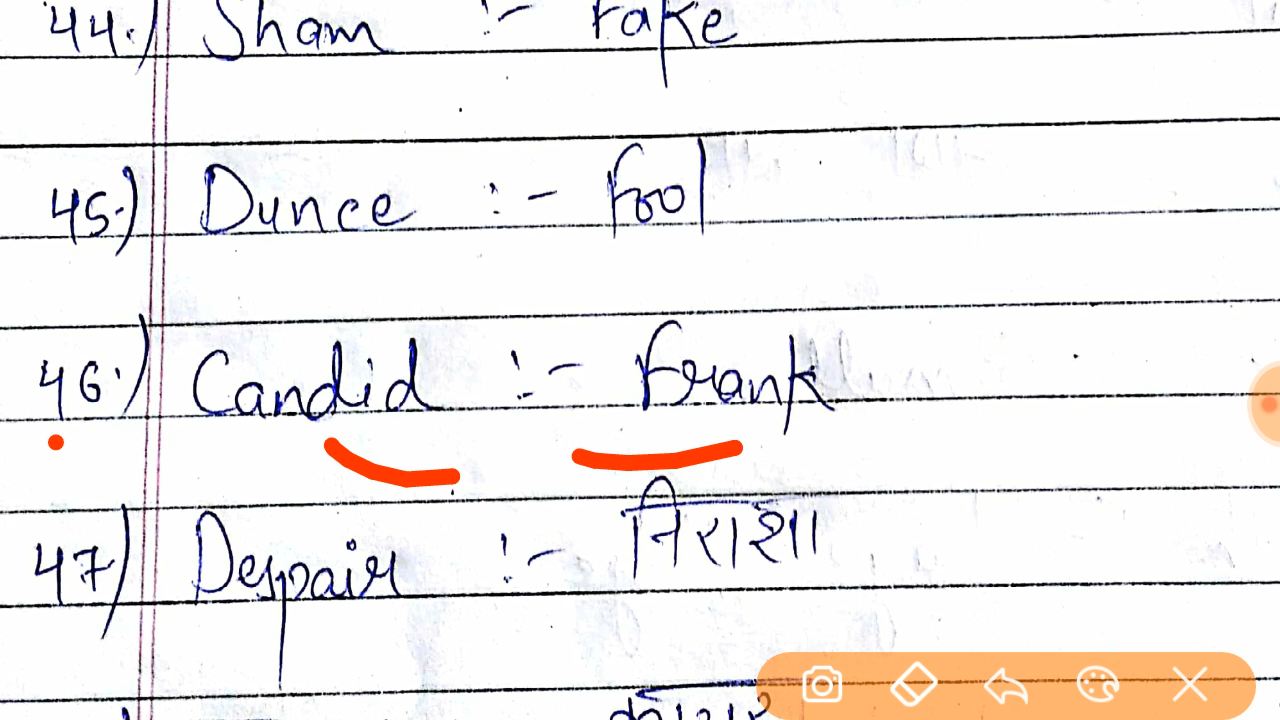 44.) Sham :- Fake
45.) Dunce :- Fool
46.) Candid :- Frank
47) Despair :- निराशा